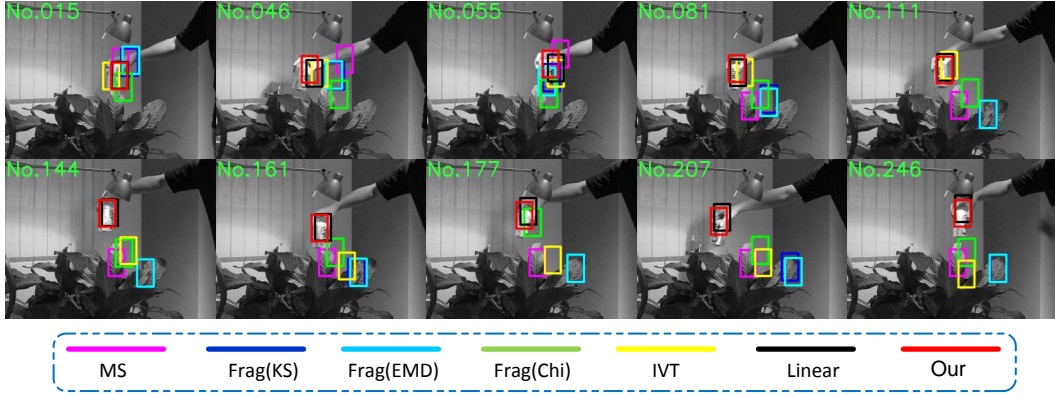 No.015 No.046 No.055 No.081 No.111
No.144 No.161 No.177 No.207 No.246
MS Frag(KS) Frag(EMD) Frag(Chi) IVT Linear Our